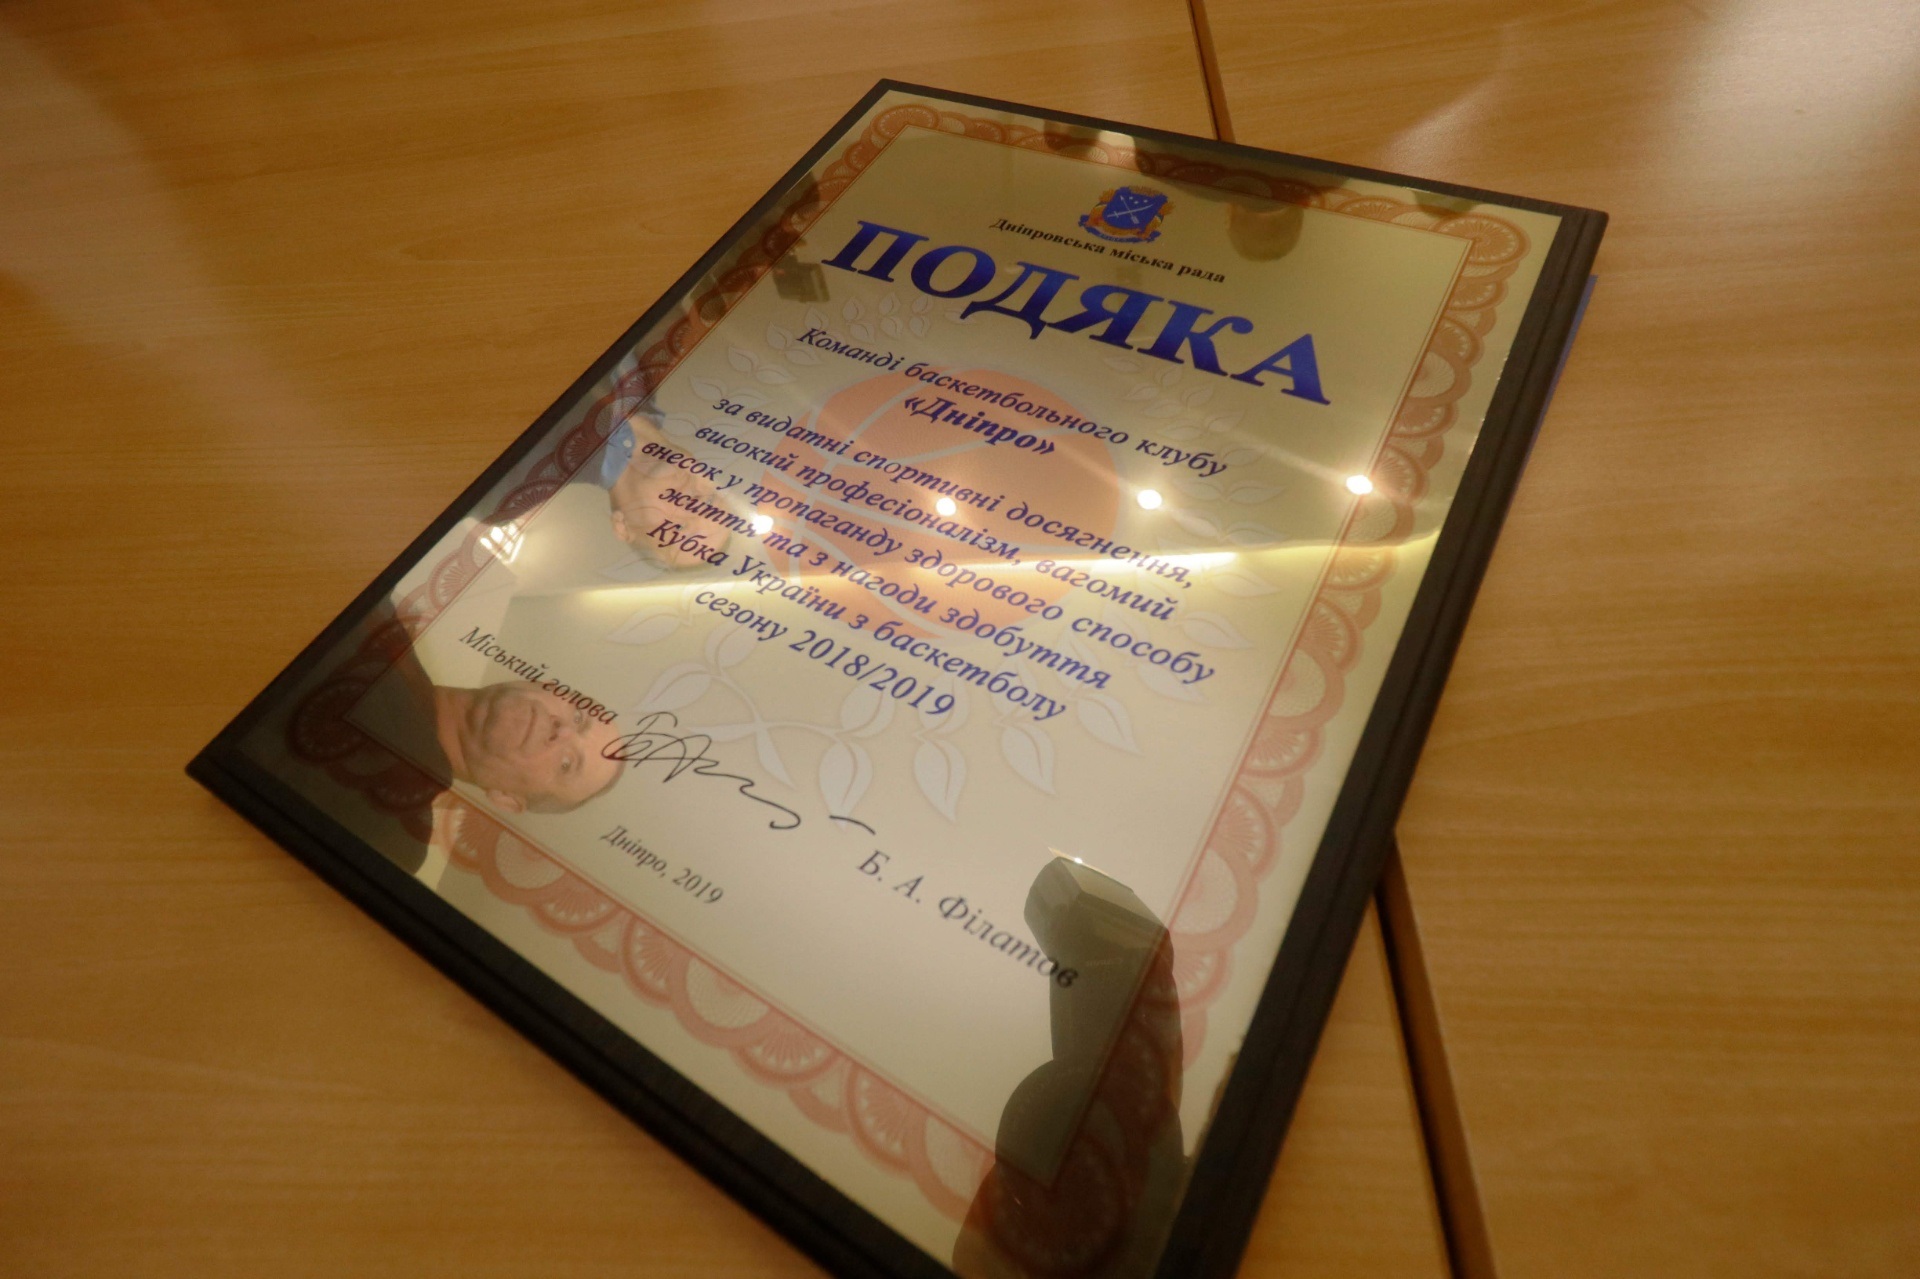 Дніпровська міська рада
ПОДЯКА
Команді баскетбольного клубу
«Дніпро»
за видатні спортивні досягнення,
високий професіоналізм, вагомий
внесок у пропаганду здорового способу
життя та з нагоди здобуття
Кубка України з баскетболу
сезону 2018/2019
Міський голова
Б. А. Філатов
Дніпро, 2019